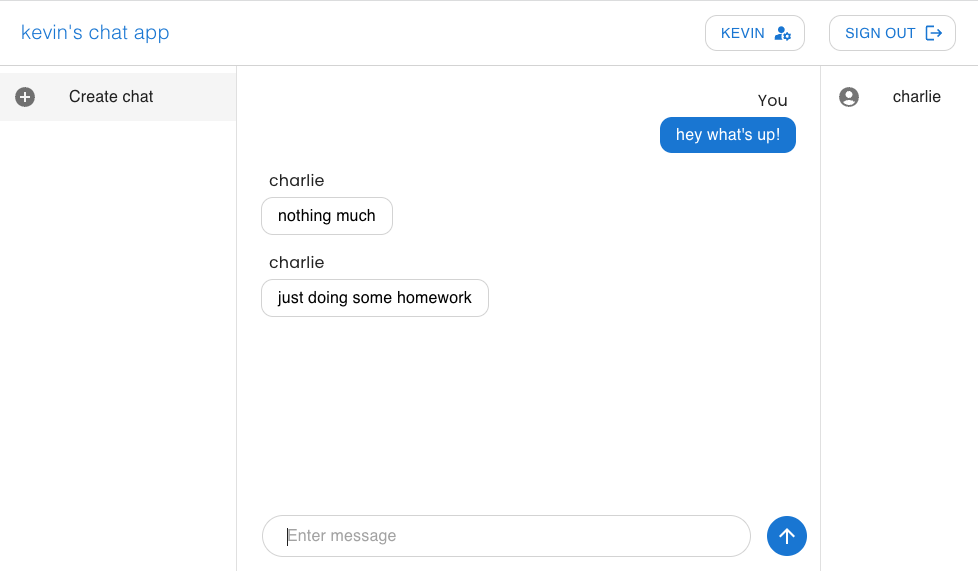 kevin's chat app
KEVIN
SIGN OUT
Create chat
You
hey what's up!
charlie
nothing much
charlie
just doing some homework
Enter message
charlie